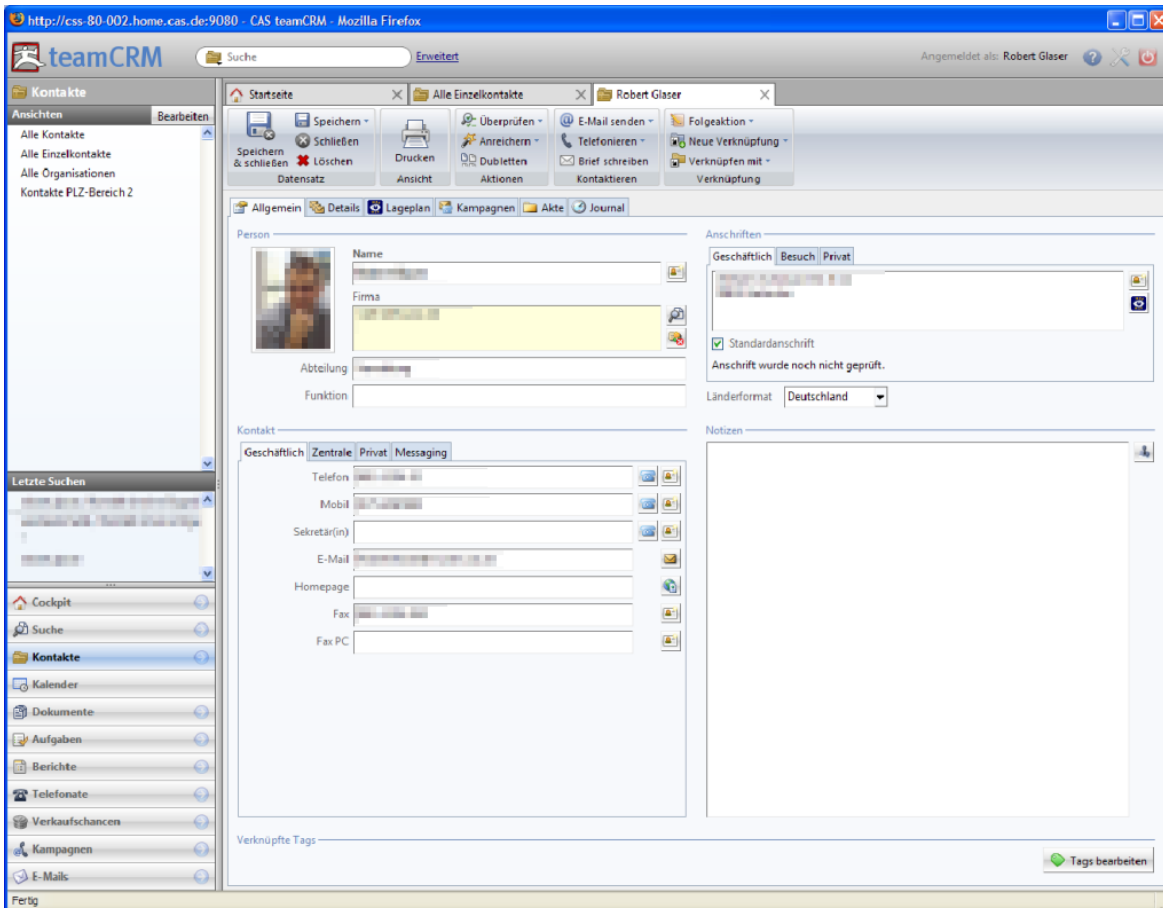 http://css-80-002.home.cas.de:9080 - CAS teamCRM - Mozilla Firefox
teamCRM
Suche
Erweitert
Angemeldet als: Robert Glaser
Kontakte
Ansichten
Bearbeiten
Alle Kontakte
Alle Einzelkontakte
Alle Organisationen
Kontakte PLZ-Bereich 2
Letzte Suchen
Cockpit
Suche
Kontakte
Kalender
Dokumente
Aufgaben
Berichte
Telefonate
Verkaufschancen
Kampagnen
E-Mails
Startseite
Alle Einzelkontakte
Robert Glaser
Speichern & schließen
Speichern
Schließen
Löschen
Datensatz
Drucken
Ansicht
Überprüfen
Anreichern
Dubletten
Aktionen
E-Mail senden
Telefonieren
Brief schreiben
Kontaktieren
Folgeaktion
Neue Verknüpfung
Verknüpfen mit
Verknüpfung
Allgemein Details Lageplan Kampagnen Akte Journal
Person
Name
Firma
Abteilung
Funktion
Anschriften
Geschäftlich Besuch Privat
Standardanschrift
Anschrift wurde noch nicht geprüft.
Länderformat Deutschland
Kontakt
Geschäftlich Zentrale Privat Messaging
Telefon
Mobil
Sekretär(in)
E-Mail
Homepage
Fax
Fax PC
Notizen
Verknüpfte Tags
Tags bearbeiten
Fertig